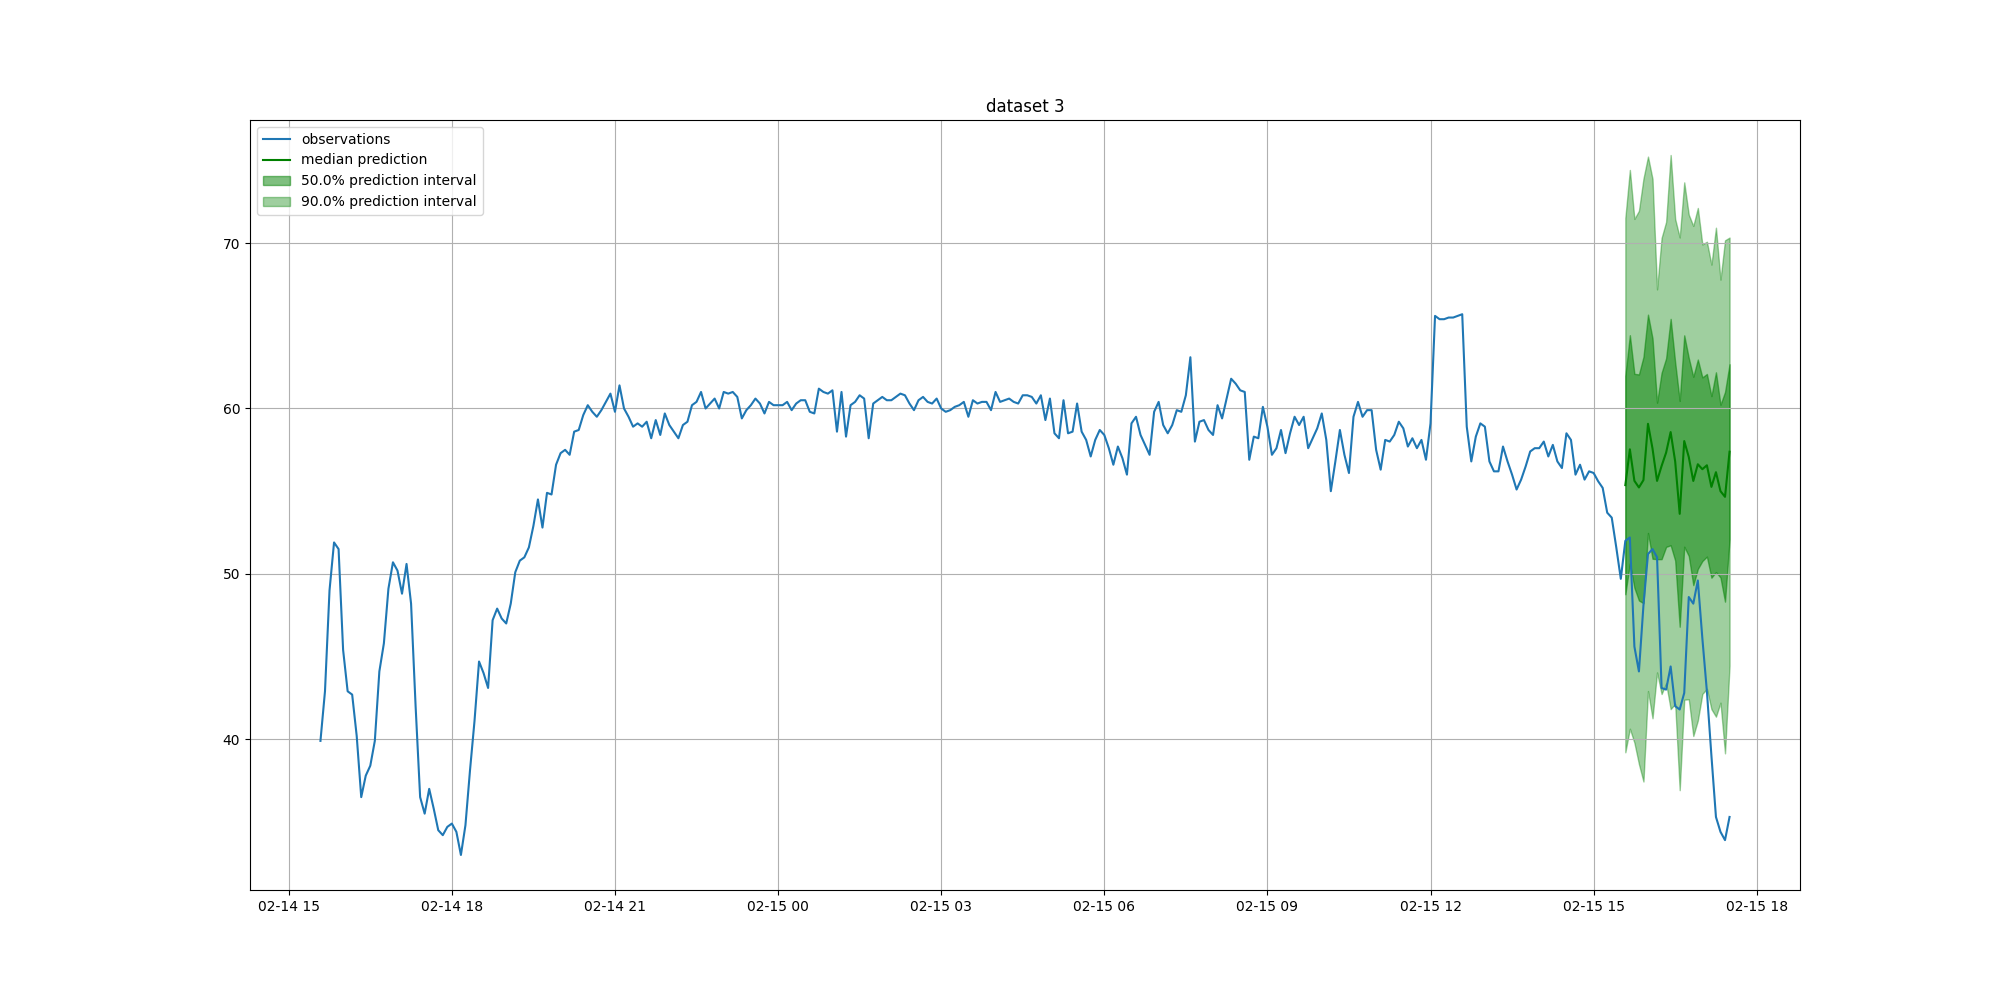 dataset 3
observations
median prediction
50.0% prediction interval
90.0% prediction interval
70
60
50
40
02-14 15
02-14 18
02-14 21
02-15 00
02-15 03
02-15 06
02-15 09
02-15 12
02-15 15
02-15 18